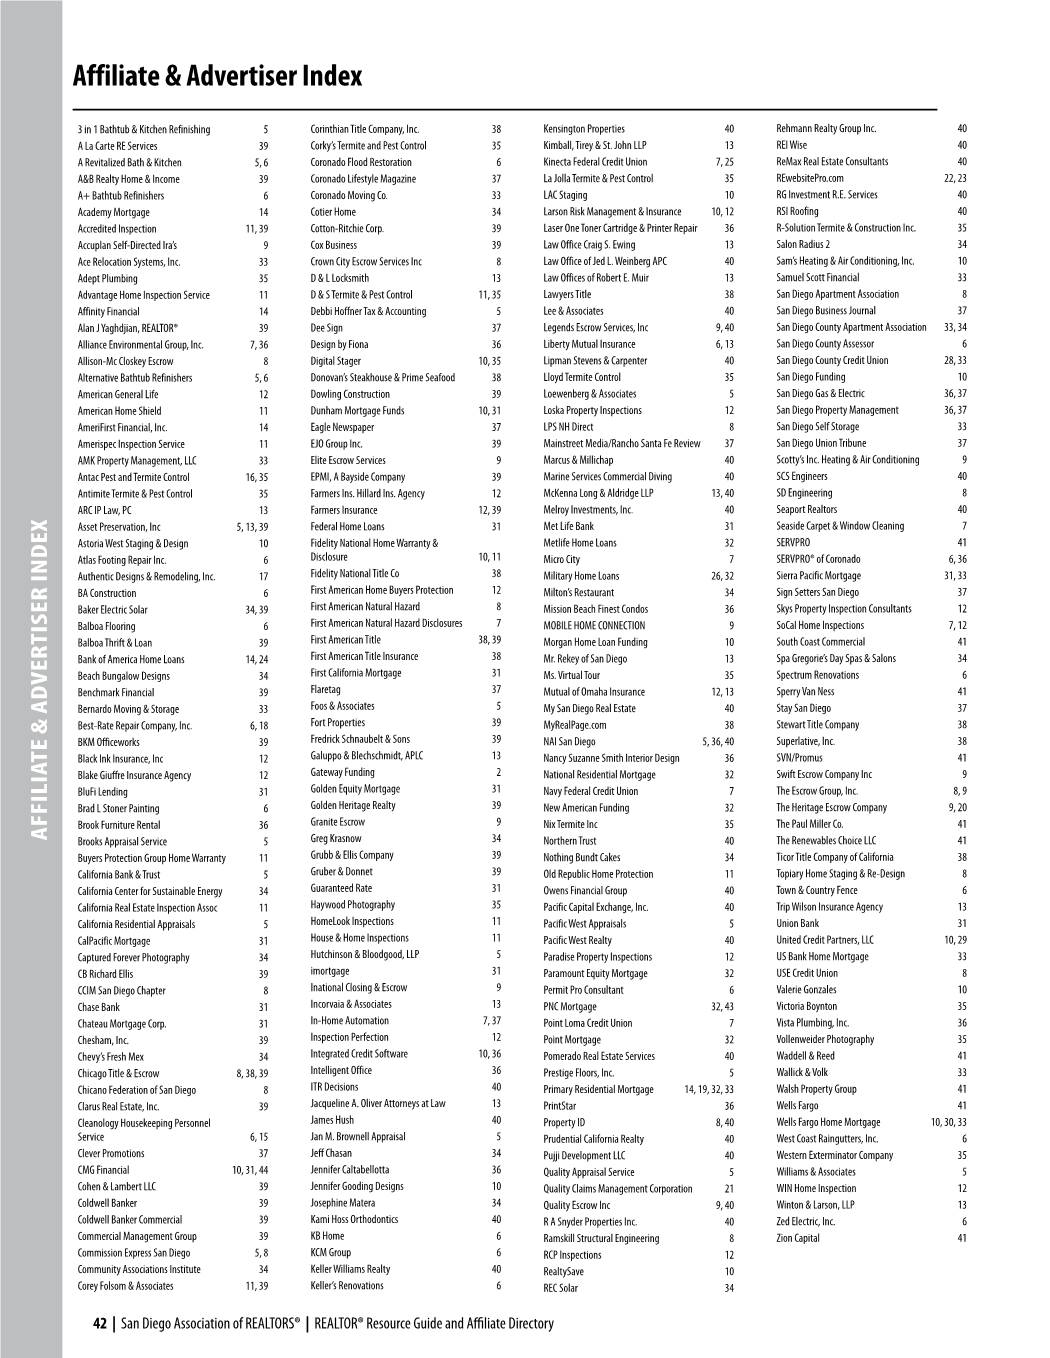 Affiliate & Advertiser Index
3 in 1 Bathtub & Kitchen Refinishing 5
A La Carte RE Services 39
A Revitalized Bath & Kitchen 5, 6
A&B Realty Home & Income 39
A+ Bathtub Refinishers 6
Academy Mortgage 14
Accredited Inspection 11, 39
Accuplan Self-Directed Ira's 9
Ace Relocation Systems, Inc. 33
Adept Plumbing 35
Advantage Home Inspection Service 11
Affinity Financial 14
Alan J Yaghdjian, REALTOR® 39
Alliance Environmental Group, Inc. 7, 36
Allison-Mc Closkey Escrow 8
Alternative Bathtub Refinishers 5, 6
American General Life 12
American Home Shield 11
AmeriFirst Financial, Inc. 14
Amerispec Inspection Service 11
AMK Property Management, LLC 33
Antac Pest and Termite Control 16, 35
Antimite Termite & Pest Control 35
ARC IP Law, PC 13
Asset Preservation, Inc 5, 13, 39
Astoria West Staging & Design 10
Atlas Footing Repair Inc. 6
Authentic Designs & Remodeling, Inc. 17
BA Construction 6
Baker Electric Solar 34, 39
Balboa Flooring 6
Balboa Thrift & Loan 39
Bank of America Home Loans 14, 24
Beach Bungalow Designs 34
Benchmark Financial 39
Bernardo Moving & Storage 33
Best-Rate Repair Company, Inc. 6, 18
BKM Officeworks 39
Black Ink Insurance, Inc 12
Blake Giuffre Insurance Agency 12
BluFi Lending 31
Brad L Stoner Painting 6
Brook Furniture Rental 36
Brooks Appraisal Service 5
Buyers Protection Group Home Warranty 11
California Bank & Trust 5
California Center for Sustainable Energy 34
California Real Estate Inspection Assoc 11
California Residential Appraisals 5
CalPacific Mortgage 31
Captured Forever Photography 34
CB Richard Ellis 39
CCIM San Diego Chapter 8
Chase Bank 31
Chateau Mortgage Corp. 31
Chesham, Inc. 39
Chevy's Fresh Mex 34
Chicago Title & Escrow 8, 38, 39
Chicano Federation of San Diego 8
Clarus Real Estate, Inc. 39
Cleanology Housekeeping Personnel
Service 6, 15
Clever Promotions 37
CMG Financial 10, 31, 44
Cohen & Lambert LLC 39
Coldwell Banker 39
Coldwell Banker Commercial 39
Commercial Management Group 39
Commission Express San Diego 5, 8
Community Associations Institute 34
Corey Folsom & Associates 11, 39
Corinthian Title Company, Inc. 38
Corky's Termite and Pest Control 35
Coronado Flood Restoration 6
Coronado Lifestyle Magazine 37
Coronado Moving Co. 33
Cotier Home 34
Cotton-Ritchie Corp. 39
Cox Business 39
Crown City Escrow Services Inc 8
D & L Locksmith 13
D & S Termite & Pest Control 11, 35
Debbi Hoffner Tax & Accounting 5
Dee Sign 37
Design by Fiona 36
Digital Stager 10, 35
Donovan's Steakhouse & Prime Seafood 38
Dowling Construction 39
Dunham Mortgage Funds 10, 31
Eagle Newspaper 37
EJO Group Inc. 39
Elite Escrow Services 9
EPMI, A Bayside Company 39
Farmers Ins. Hillard Ins. Agency 12
Farmers Insurance 12, 39
Federal Home Loans 31
Fidelity National Home Warranty &
Disclosure 10, 11
Fidelity National Title Co 38
First American Home Buyers Protection 12
First American Natural Hazard 8
First American Natural Hazard Disclosures 7
First American Title 38, 39
First American Title Insurance 38
First California Mortgage 31
Flaretag 37
Foos & Associates 5
Fort Properties 39
Fredrick Schnaubelt & Sons 39
Galuppo & Blechschmidt, APLC 13
Gateway Funding 2
Golden Equity Mortgage 31
Golden Heritage Realty 39
Granite Escrow 9
Greg Krasnow 34
Grubb & Ellis Company 39
Gruber & Donnet 39
Guaranteed Rate 31
Haywood Photography 35
HomeLook Inspections 11
House & Home Inspections 11
Hutchinson & Bloodgood, LLP 5
imortgage 31
Inational Closing & Escrow 9
Incorvaia & Associates 13
In-Home Automation 7, 37
Inspection Perfection 12
Integrated Credit Software 10, 36
Intelligent Office 36
ITR Decisions 40
Jacqueline A. Oliver Attorneys at Law 13
James Hush 40
Jan M. Brownell Appraisal 5
Jeff Chasan 34
Jennifer Caltabellotta 36
Jennifer Gooding Designs 10
Josephine Matera 34
Kami Hoss Orthodontics 40
KB Home 6
KCM Group 6
Keller Williams Realty 40
Keller's Renovations 6
Kensington Properties 40
Kimball, Tirey & St. John LLP 13
Kinecta Federal Credit Union 7, 25
La Jolla Termite & Pest Control 35
LAC Staging 10
Larson Risk Management & Insurance 10, 12
Laser One Toner Cartridge & Printer Repair 36
Law Office Craig S. Ewing 13
Law Office of Jed L. Weinberg APC 40
Law Offices of Robert E. Muir 13
Lawyers Title 38
Lee & Associates 40
Legends Escrow Services, Inc 9, 40
Liberty Mutual Insurance 6, 13
Lipman Stevens & Carpenter 40
Lloyd Termite Control 35
Loewenberg & Associates 5
Loska Property Inspections 12
LPS NH Direct 8
Mainstreet Media/Rancho Santa Fe Review 37
Marcus & Millichap 40
Marine Services Commercial Diving 40
McKenna Long & Aldridge LLP 13, 40
Melroy Investments, Inc. 40
Met Life Bank 31
Metlife Home Loans 32
Micro City 7
Military Home Loans 26, 32
Milton's Restaurant 34
Mission Beach Finest Condos 36
MOBILE HOME CONNECTION 9
Morgan Home Loan Funding 10
Mr. Rekey of San Diego 13
Ms. Virtual Tour 35
Mutual of Omaha Insurance 12, 13
My San Diego Real Estate 40
MyRealPage.com 38
NAI San Diego 5, 36, 40
Nancy Suzanne Smith Interior Design 36
National Residential Mortgage 32
Navy Federal Credit Union 7
New American Funding 32
Nix Termite Inc 35
Northern Trust 40
Nothing Bundt Cakes 34
Old Republic Home Protection 11
Owens Financial Group 40
Pacific Capital Exchange, Inc. 40
Pacific West Appraisals 5
Pacific West Realty 40
Paradise Property Inspections 12
Paramount Equity Mortgage 32
Permit Pro Consultant 6
PNC Mortgage 32, 43
Point Loma Credit Union 7
Point Mortgage 32
Pomerado Real Estate Services 40
Prestige Floors, Inc. 5
Primary Residential Mortgage 14, 19, 32, 33
PrintStar 36
Property ID 8, 40
Prudential California Realty 40
Pujji Development LLC 40
Quality Appraisal Service 5
Quality Claims Management Corporation 21
Quality Escrow Inc 9, 40
R A Snyder Properties Inc. 40
Ramskill Structural Engineering 8
RCP Inspections 12
RealtySave 10
REC Solar 34
Rehmann Realty Group Inc. 40
REI Wise 40
ReMax Real Estate Consultants 40
REwebsitePro.com 22, 23
RG Investment R.E. Services 40
RSI Roofing 40
R-Solution Termite & Construction Inc. 35
Salon Radius 2 34
Sam's Heating & Air Conditioning, Inc. 10
Samuel Scott Financial 33
San Diego Apartment Association 8
San Diego Business Journal 37
San Diego County Apartment Association 33, 34
San Diego County Assessor 6
San Diego County Credit Union 28, 33
San Diego Funding 10
San Diego Gas & Electric 36, 37
San Diego Property Management 36, 37
San Diego Self Storage 33
San Diego Union Tribune 37
Scotty's Inc. Heating & Air Conditioning 9
SCS Engineers 40
SD Engineering 8
Seaport Realtors 40
Seaside Carpet & Window Cleaning 7
SERVPRO 41
SERVPRO® of Coronado 6, 36
Sierra Pacific Mortgage 31, 33
Sign Setters San Diego 37
Skys Property Inspection Consultants 12
SoCal Home Inspections 7, 12
South Coast Commercial 41
Spa Gregorie's Day Spas & Salons 34
Spectrum Renovations 6
Sperry Van Ness 41
Stay San Diego 37
Stewart Title Company 38
Superlative, Inc. 38
SVN/Promus 41
Swift Escrow Company Inc 9
The Escrow Group, Inc. 8, 9
The Heritage Escrow Company 9, 20
The Paul Miller Co. 41
The Renewables Choice LLC 41
Ticor Title Company of California 38
Topiary Home Staging & Re-Design 8
Town & Country Fence 6
Trip Wilson Insurance Agency 13
Union Bank 31
United Credit Partners, LLC 10, 29
US Bank Home Mortgage 33
USE Credit Union 8
Valerie Gonzales 10
Victoria Boynton 35
Vista Plumbing, Inc. 36
Vollenweider Photography 35
Waddell & Reed 41
Wallick & Volk 33
Walsh Property Group 41
Wells Fargo 41
Wells Fargo Home Mortgage 10, 30, 33
West Coast Raingutters, Inc. 6
Western Exterminator Company 35
Williams & Associates 5
WIN Home Inspection 12
Winton & Larson, LLP 13
Zed Electric, Inc. 6
Zion Capital 41
AFFILIATE & ADVERTISER INDEX
42 | San Diego Association of REALTORS® | REALTOR® Resource Guide and Affiliate Directory